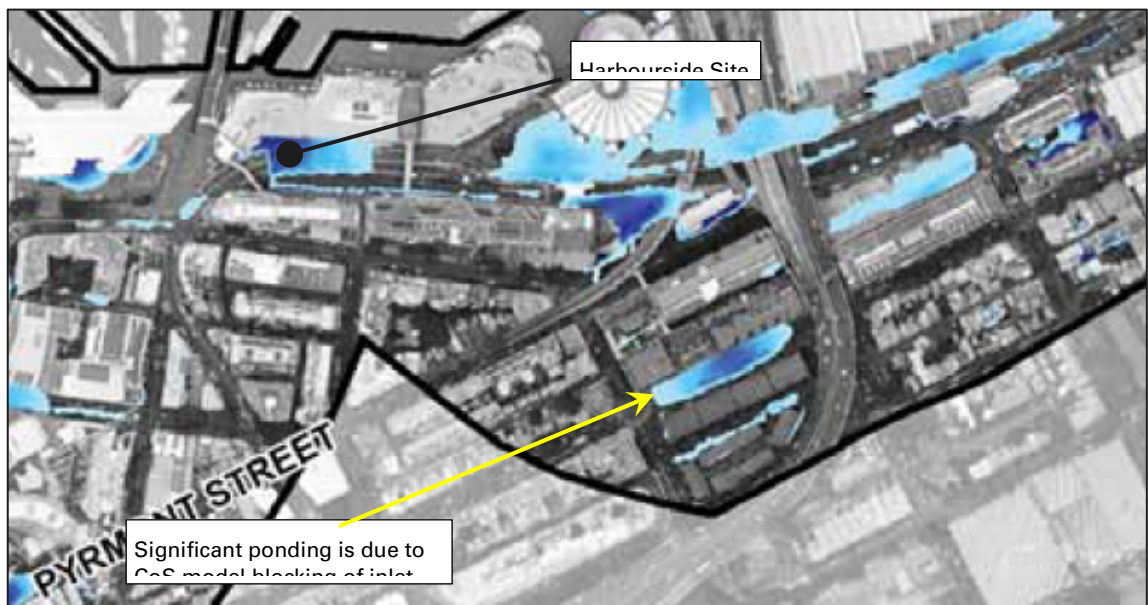 Harbourside Site
PYRMONT STREET
Significant ponding is due to
CoS model blocking of inlet